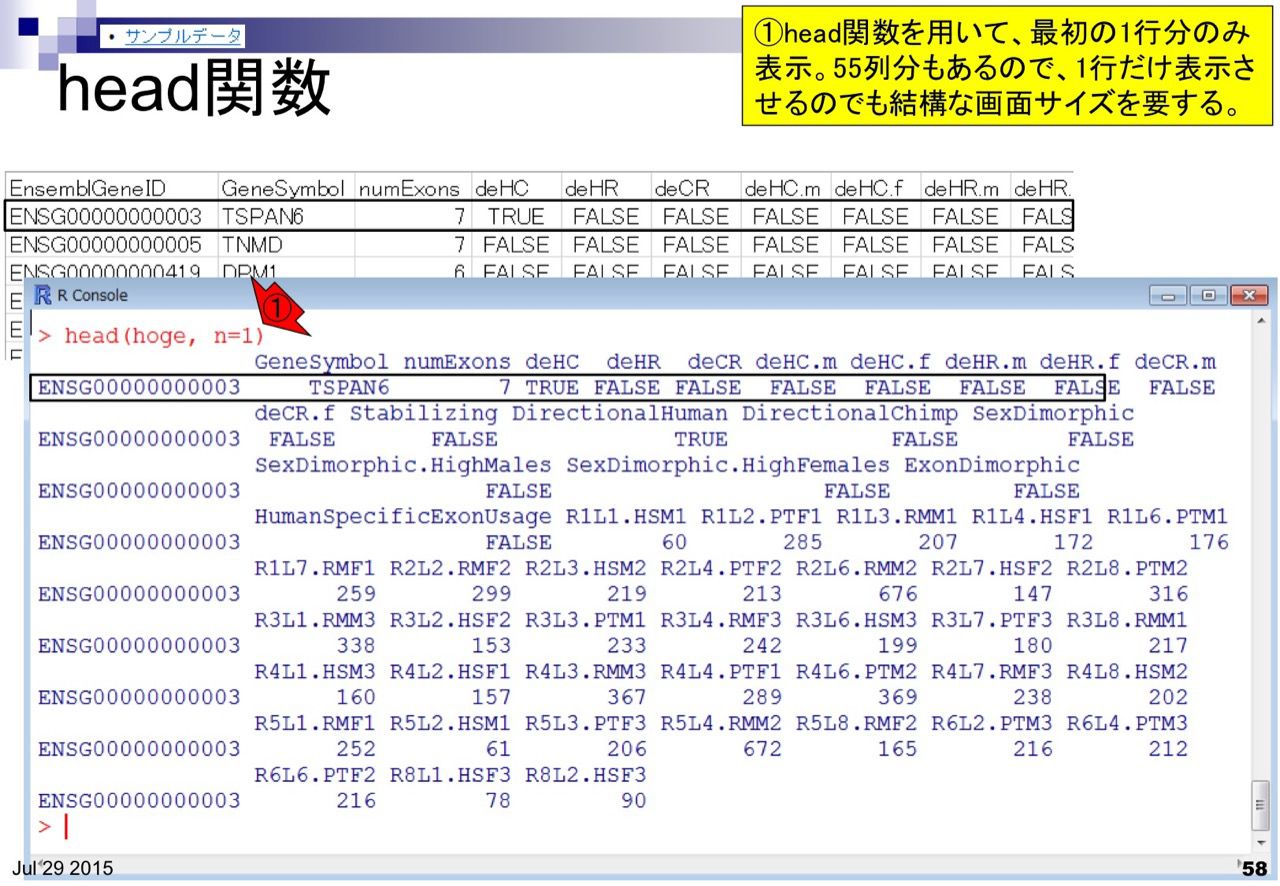 • サンプルデータ
head関数
①head関数を用いて、最初の1行分のみ
表示。55列分もあるので、1行だけ表示さ
せるのでも結構な画面サイズを要する。
EnsemblGeneID GeneSymbol numExons deHC deHR deCR deHC.m deHC.f deHR.m deHR.
ENSG00000000003 TSPAN6 7 TRUE FALSE FALSE FALSE FALSE FALSE FALS
ENSG00000000005 TNMD 7 FALSE FALSE FALSE FALSE FALSE FALSE FALS
ENSG00000000419 DPM1 6 FALSE FALSE FALSE FALSE FALSE FALSE FALS
E
E
E
R Console
①
> head(hoge, n=1)
GeneSymbol numExons deHC deHR deCR deHC.m deHC.f deHR.m deHR.f deCR.m
ENSG00000000003 TSPAN6 7 TRUE FALSE FALSE FALSE FALSE FALSE FALSE FALSE
deCR.f Stabilizing DirectionalHuman DirectionalChimp SexDimorphic
ENSG00000000003 FALSE FALSE TRUE FALSE FALSE
SexDimorphic.HighMales SexDimorphic.HighFemales ExonDimorphic
ENSG00000000003 FALSE FALSE FALSE
HumanSpecificExonUsage R1L1.HSM1 R1L2.PTF1 R1L3.RMM1 R1L4.HSF1 R1L6.PTM1
ENSG00000000003 FALSE 60 285 207 172 176
R1L7.RMF1 R2L2.RMF2 R2L3.HSM2 R2L4.PTF2 R2L6.RMM2 R2L7.HSF2 R2L8.PTM2
ENSG00000000003 259 299 219 213 676 147 316
R3L1.RMM3 R3L2.HSF2 R3L3.PTM1 R3L4.RMF3 R3L6.HSM3 R3L7.PTF3 R3L8.RMM1
ENSG00000000003 338 153 233 242 199 180 217
R4L1.HSM3 R4L2.HSF1 R4L3.RMM3 R4L4.PTF1 R4L6.PTM2 R4L7.RMF3 R4L8.HSM2
ENSG00000000003 160 157 367 289 369 238 202
R5L1.RMF1 R5L2.HSM1 R5L3.PTF3 R5L4.RMM2 R5L8.RMF2 R6L2.PTM3 R6L4.PTM3
ENSG00000000003 252 61 206 672 165 216 212
R6L6.PTF2 R8L1.HSF3 R8L2.HSF3
ENSG00000000003 216 78 90
>
Jul 29 2015
58